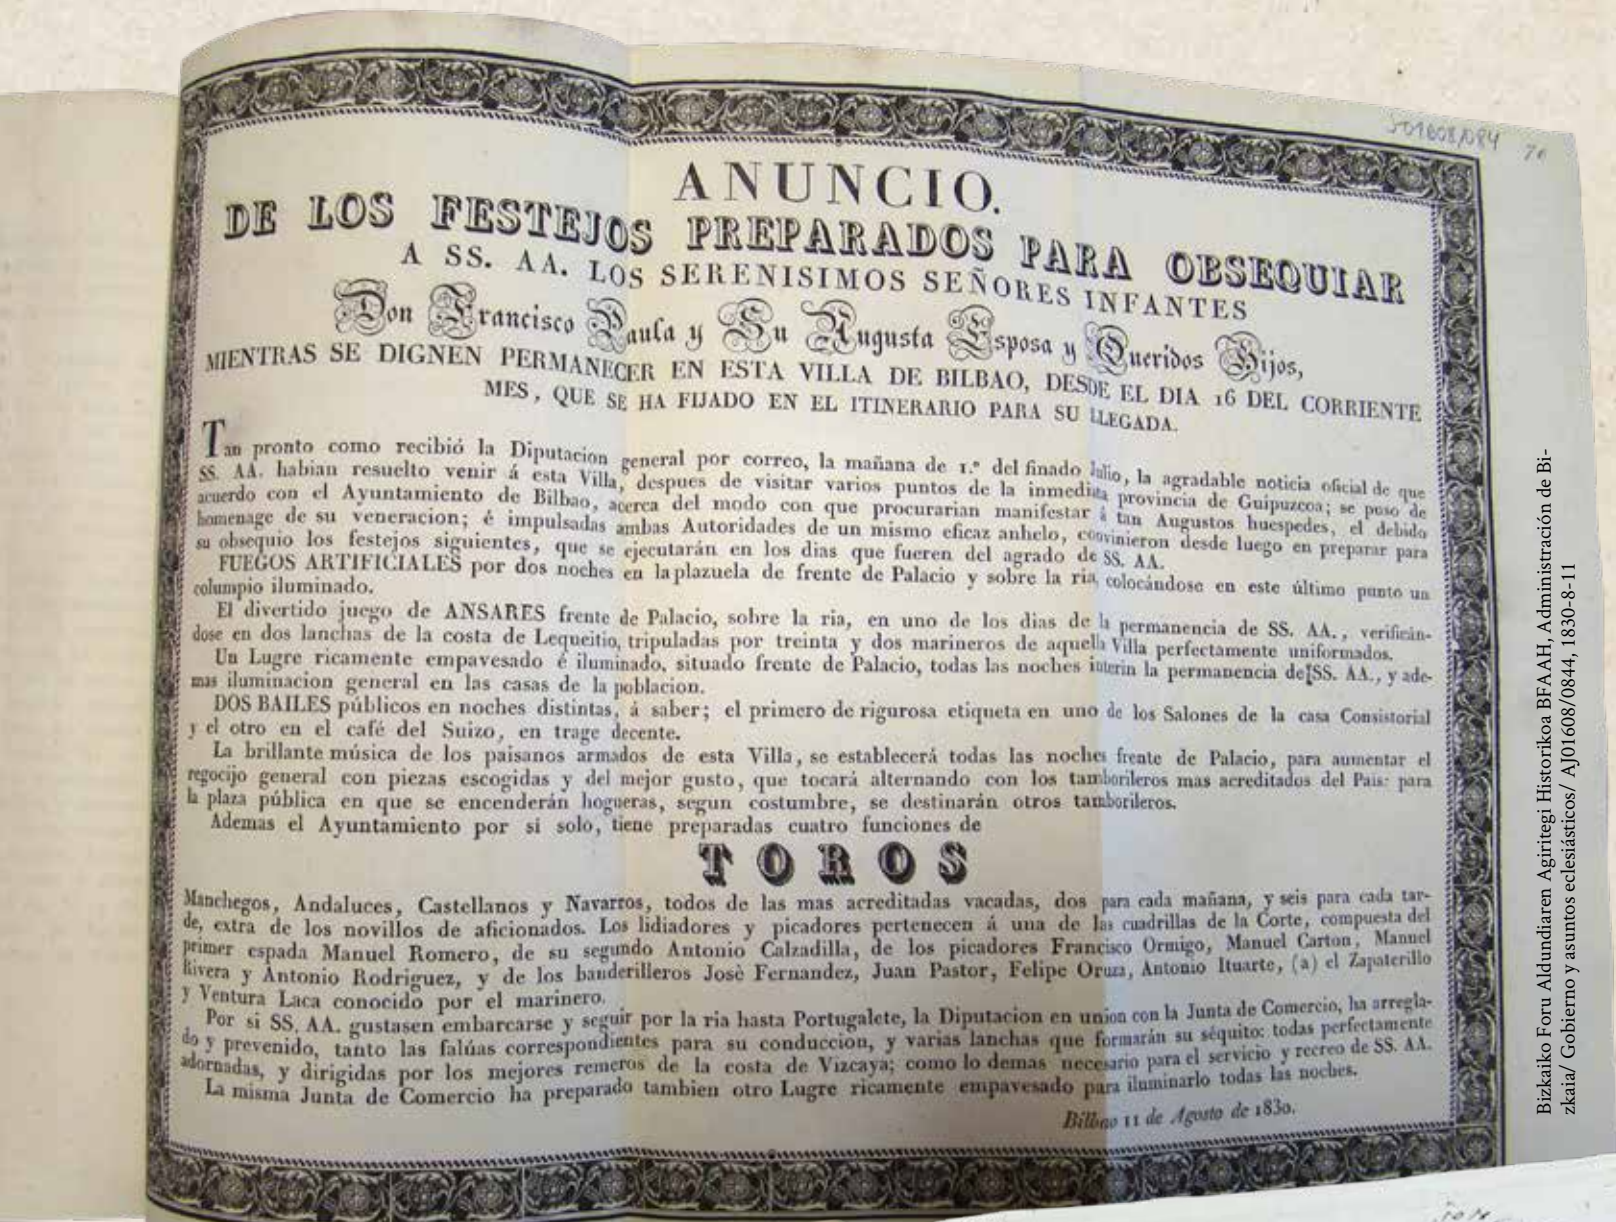 ANUNCIO.
DE LOS FESTEJOS PREPARADOS PARA OBSEQUIAR
A SS. AA. LOS SERENISIMOS SEÑORES INFANTES
Don Francisco Paula y Su Augusta Esposa y Queridos Hijos,
MIENTRAS SE DIGNEN PERMANECER EN ESTA VILLA DE BILBAO, DESDE EL DIA 16 DEL CORRIENTE
MES, QUE SE HA FIJADO EN EL ITINERARIO PARA SU LLEGADA.
Tan pronto como recibió la Diputacion general por correo, la mañana de 1.º del finado Julio, la agradable noticia oficial de que
SS. AA. habian resuelto venir á esta Villa, despues de visitar varios puntos de la inmediata provincia de Guipuzcoa; se puso de
acuerdo con el Ayuntamiento de Bilbao, acerca del modo con que procurarian manifestar á tan Augustos huespedes, el debido
homenage de su veneracion; é impulsadas ambas Autoridades de un mismo eficaz anhelo, convinieron desde luego en preparar para
su obsequio los festejos siguientes, que se ejecutarán en los dias que fueren del agrado de SS. AA.
FUEGOS ARTIFICIALES por dos noches en la plazuela de frente de Palacio y sobre la ria, colocándose en este último punto un
columpio iluminado.
El divertido juego de ANSARES frente de Palacio, sobre la ria, en uno de los dias de la permanencia de SS. AA., verificán-
dose en dos lanchas de la costa de Lequeitio, tripuladas por treinta y dos marineros de aquella Villa perfectamente uniformados.
Un Lugre ricamente empavesado é iluminado, situado frente de Palacio, todas las noches interin la permanencia de SS. AA., y ade-
mas iluminacion general en las casas de la poblacion.
DOS BAILES públicos en noches distintas, á saber; el primero de rigurosa etiqueta en uno de los Salones de la casa Consistorial
y el otro en el café del Suizo, en trage decente.
La brillante música de los paisanos armados de esta Villa, se establecerá todas las noches frente de Palacio, para aumentar el
regocijo general con piezas escogidas y del mejor gusto, que tocará alternando con los tamborileros mas acreditados del Pais: para
la plaza pública en que se encenderán hogueras, segun costumbre, se destinarán otros tamborileros.
Ademas el Ayuntamiento por si solo, tiene preparadas cuatro funciones de
TOROS
Manchegos, Andaluces, Castellanos y Navarros, todos de las mas acreditadas vacadas, dos para cada mañana, y seis para cada tar-
de, extra de los novillos de aficionados. Los lidiadores y picadores pertenecen á una de las cuadrillas de la Corte, compuesta del
primer espada Manuel Romero, de su segundo Antonio Calzadilla, de los picadores Francisco Ormigo, Manuel Carton, Manuel
Rivera y Antonio Rodriguez, y de los banderilleros Josè Fernandez, Juan Pastor, Felipe Antonio Ituarte, (a) el Zapaterillo
y Ventura Laca conocido por el marinero.
Por si SS. AA. gustasen embarcarse y seguir por la ria hasta Portugalete, la Diputacion en union con la Junta de Comercio, ha arregla-
do y prevenido, tanto las falúas correspondientes para su conduccion, y varias lanchas que formarán su séquito: todas perfectamente
adornadas, y dirigidas por los mejores remeros de la costa de Vizcaya; como lo demas necesario para el servicio y recreo de SS. AA.
La misma Junta de Comercio ha preparado tambien otro Lugre ricamente empavesado para iluminarlo todas las noches.
Bilbao 11 de Agosto de 1830.
Bizkaiko Foru Aldundiaren Agiritegi Historikoa BFAAH, Administración de Bi-
zkaia/ Gobierno y asuntos eclesiásticos/ AJ01608/0844, 1830-8-11